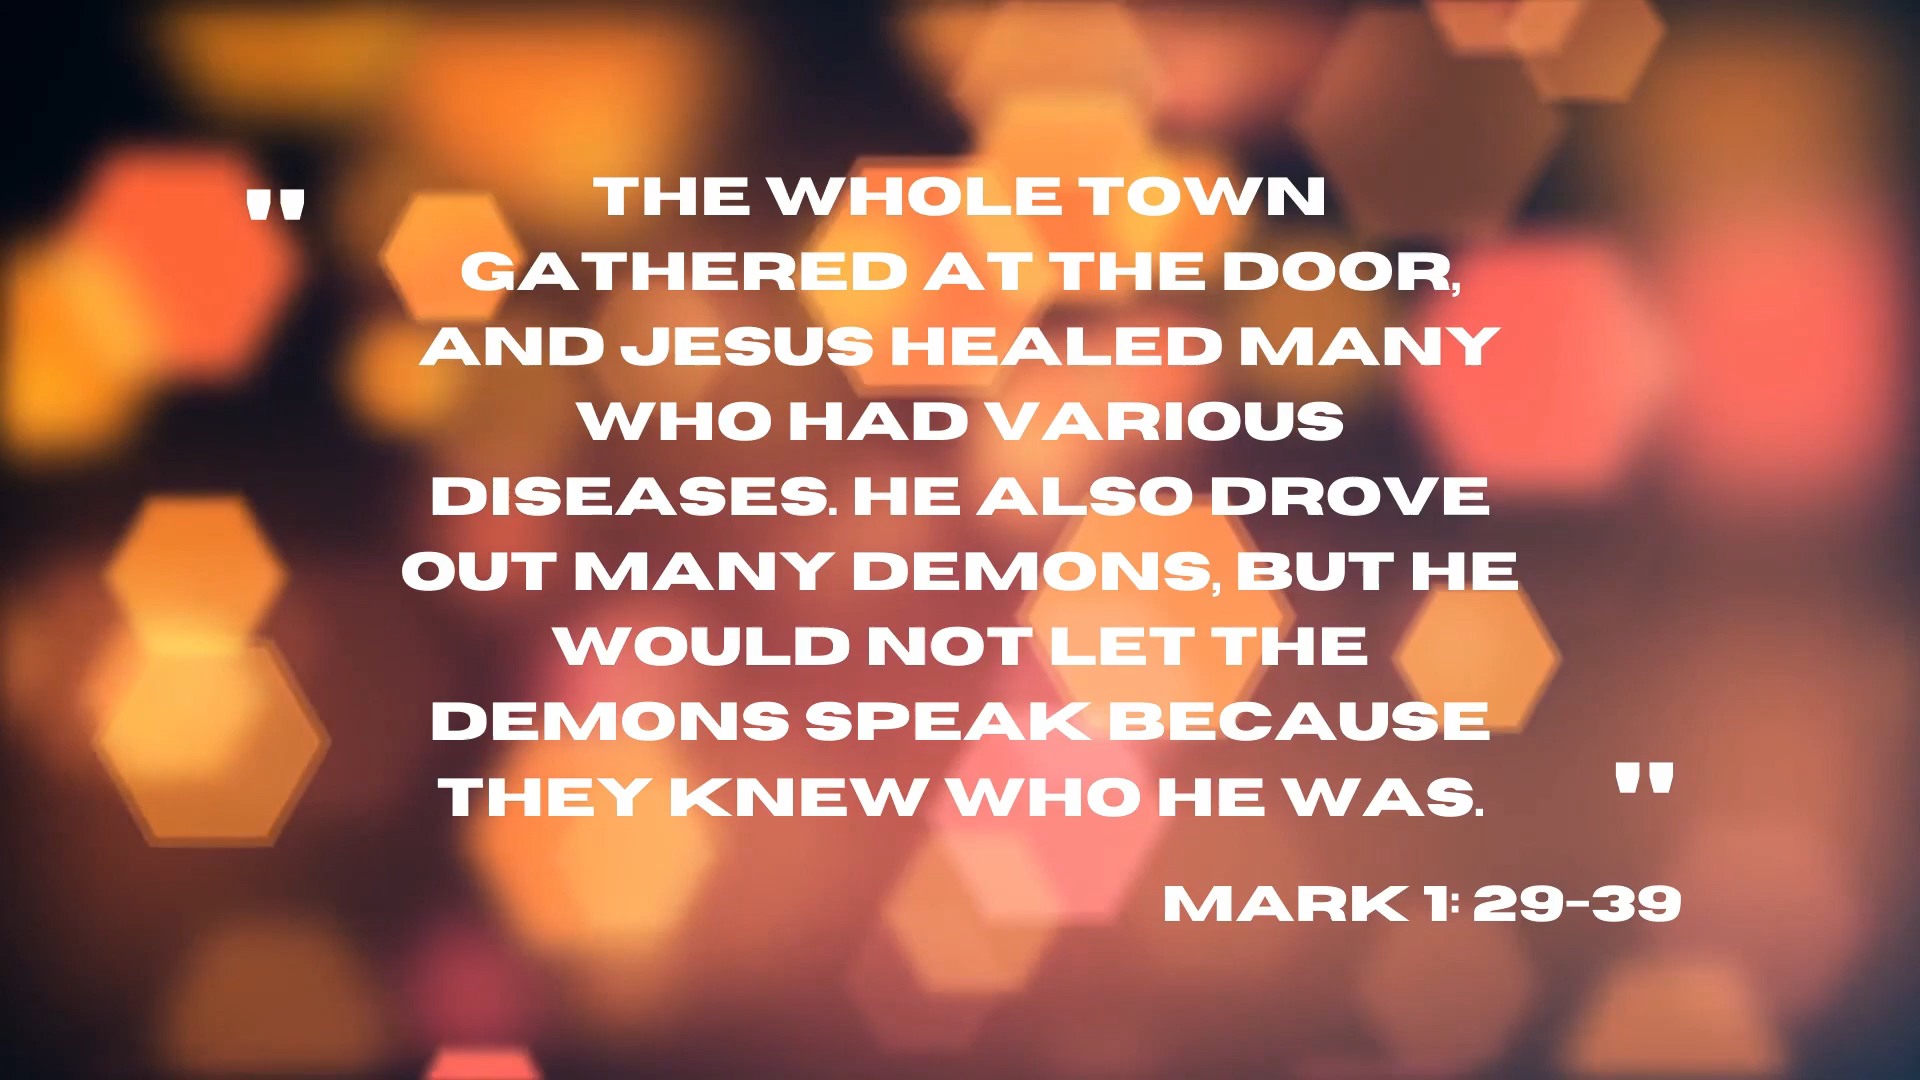 "
THE WHOLE TOWN
GATHERED AT THE DOOR,
AND JESUS HEALED MANY
WHO HAD VARIOUS
DISEASES. HE ALSO DROVE
OUT MANY DEMONS, BUT HE
WOULD NOT LET THE
DEMONS SPEAK BECAUSE
THEY KNEW WHO HE WAS.
"
MARK 1: 29-39